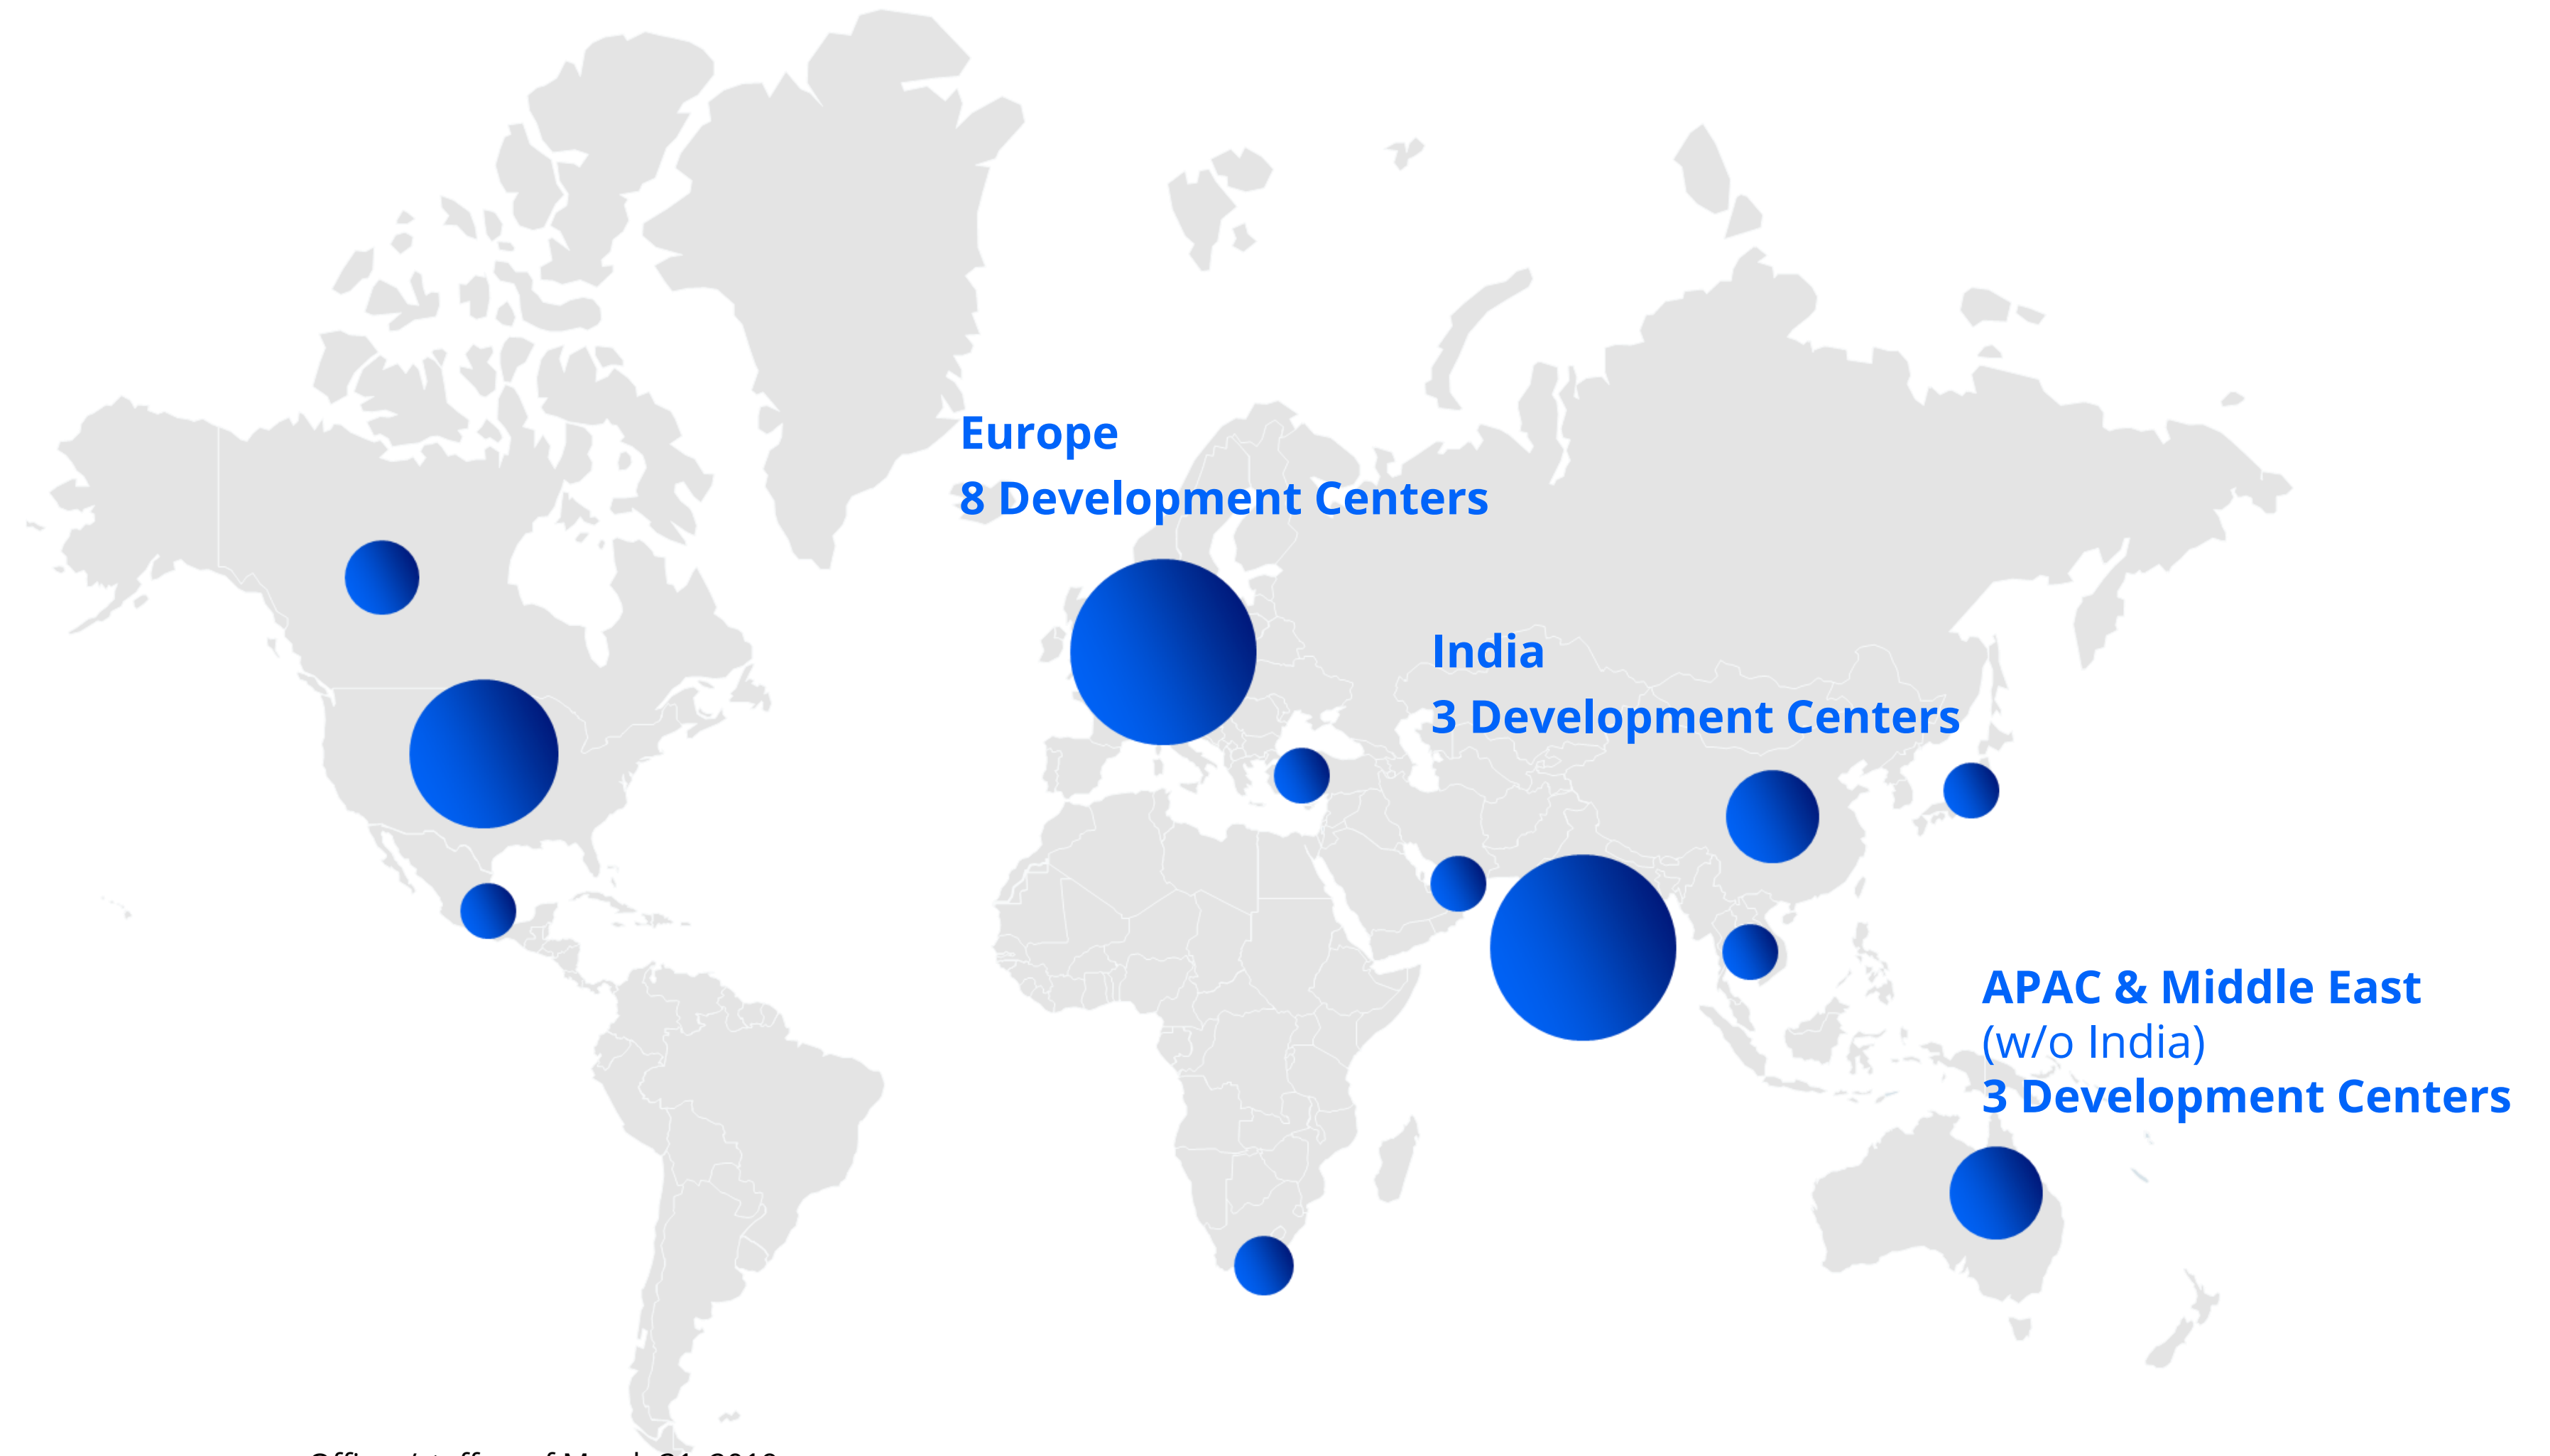 Europe
8 Development Centers
India
3 Development Centers
APAC & Middle East
(w/o India)
3 Development Centers